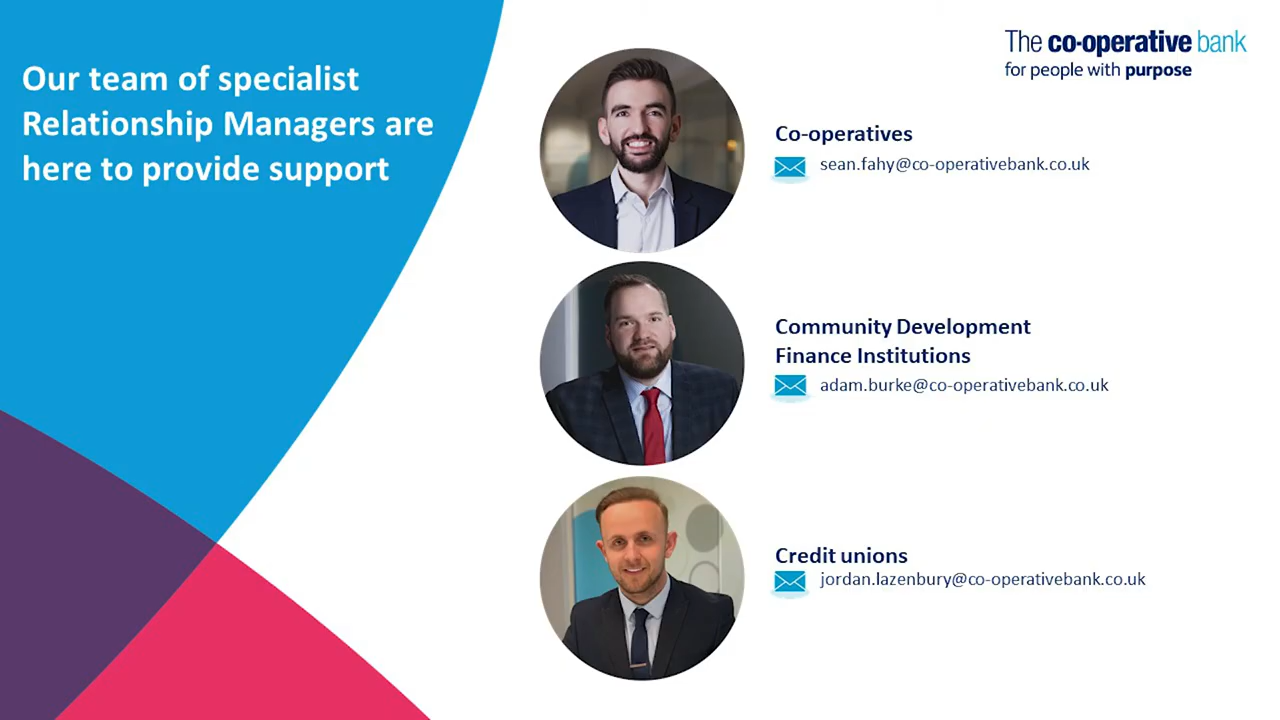 Our team of specialist
Relationship Managers are
here to provide support
The co-operative bank
for people with purpose
Co-operatives
sean.fahy@co-operativebank.co.uk
Community Development
Finance Institutions
adam.burke@co-operativebank.co.uk
Credit unions
jordan.lazenbury@co-operativebank.co.uk